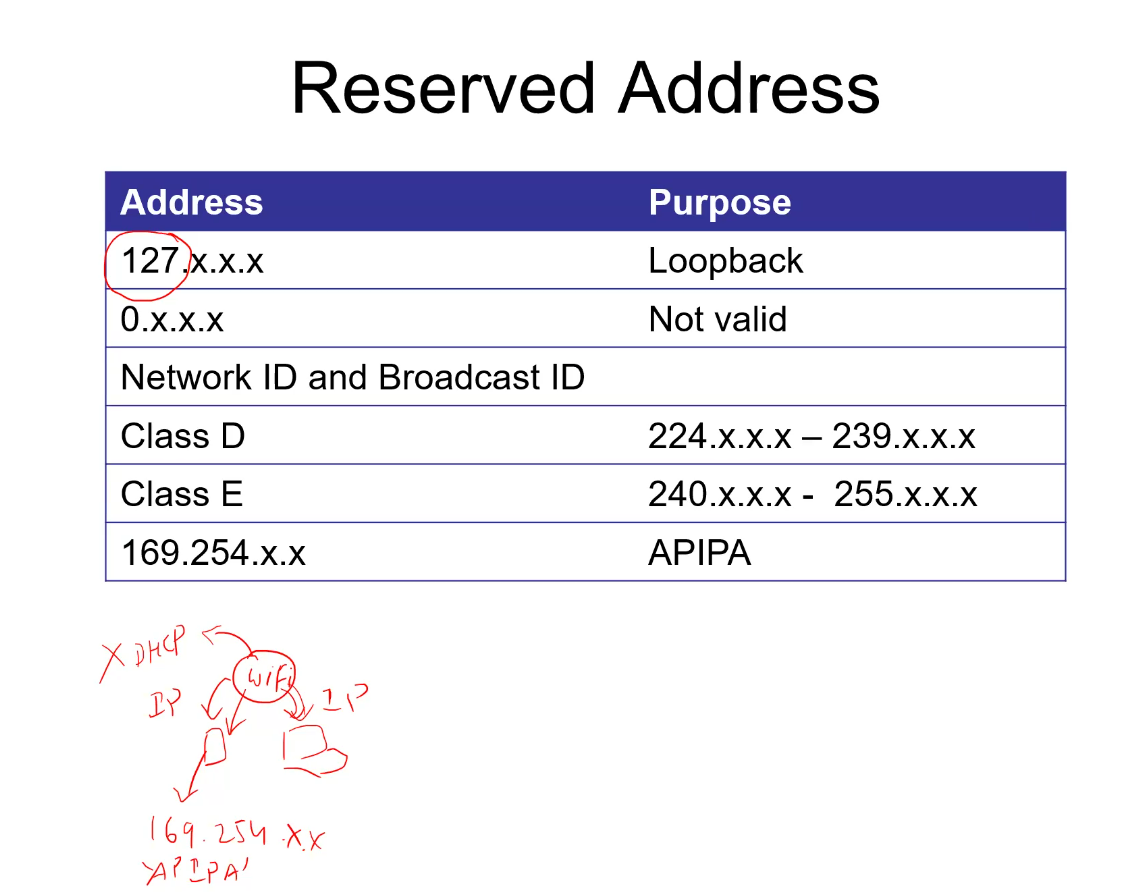 Reserved Address
Address Purpose
127.x.x.x Loopback
0.x.x.x Not valid
Network ID and Broadcast ID
Class D 224.x.x.x – 239.x.x.x
Class E 240.x.x.x - 255.x.x.x
169.254.x.x APIPA
X DHCP
WiFi
IP IP
169.254.x.x
'APIPA'